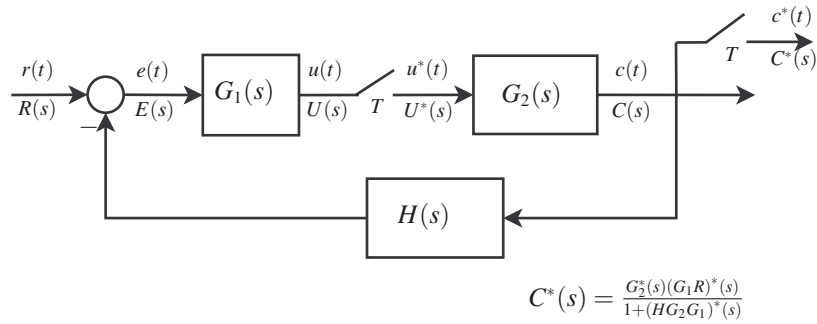 c*(t)
T
C*(s)
r(t)
R(s)
−
e(t)
E(s)
G₁(s)
u(t)
U(s)
T
u*(t)
U*(s)
G₂(s)
c(t)
C(s)
H(s)
C*(s) = G₂*(s)(G₁R)*(s) / 1+(HG₂G₁)*(s)